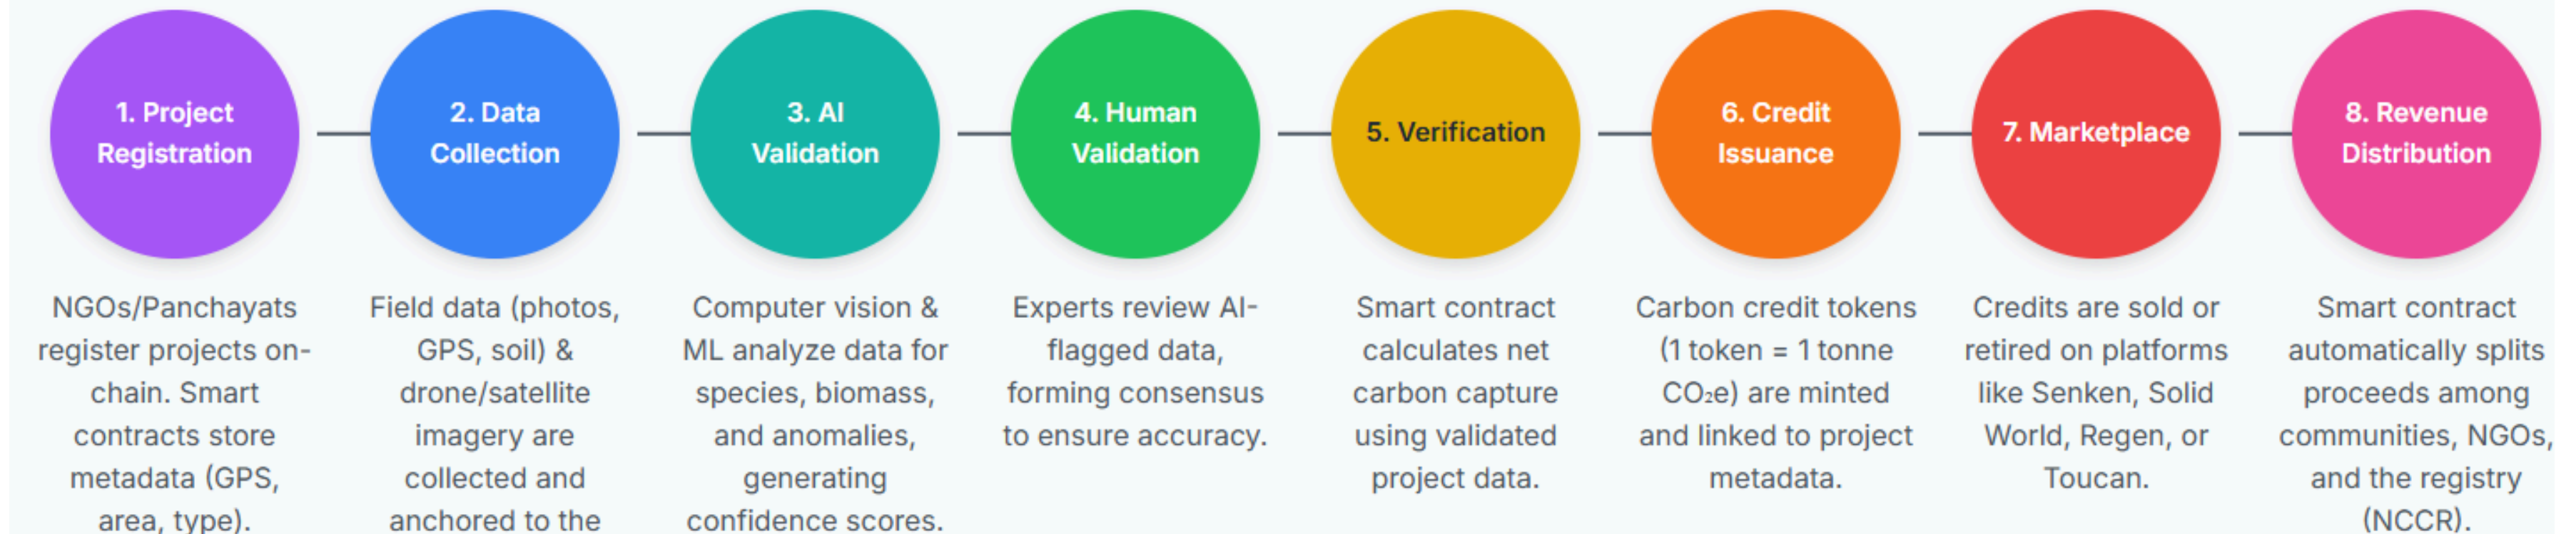 1. Project
Registration
2. Data
Collection
3. AI
Validation
4. Human
Validation
5. Verification
6. Credit
Issuance
7. Marketplace
8. Revenue
Distribution
NGOs/Panchayats
register projects on-
chain. Smart
contracts store
metadata (GPS,
area, type).
Field data (photos,
GPS, soil) &
drone/satellite
imagery are
collected and
anchored to the
Computer vision &
ML analyze data for
species, biomass,
and anomalies,
generating
confidence scores.
Experts review AI-
flagged data,
forming consensus
to ensure accuracy.
Smart contract
calculates net
carbon capture
using validated
project data.
Carbon credit tokens
(1 token = 1 tonne
CO₂e) are minted
and linked to project
metadata.
Credits are sold or
retired on platforms
like Senken, Solid
World, Regen, or
Toucan.
Smart contract
automatically splits
proceeds among
communities, NGOs,
and the registry
(NCCR).